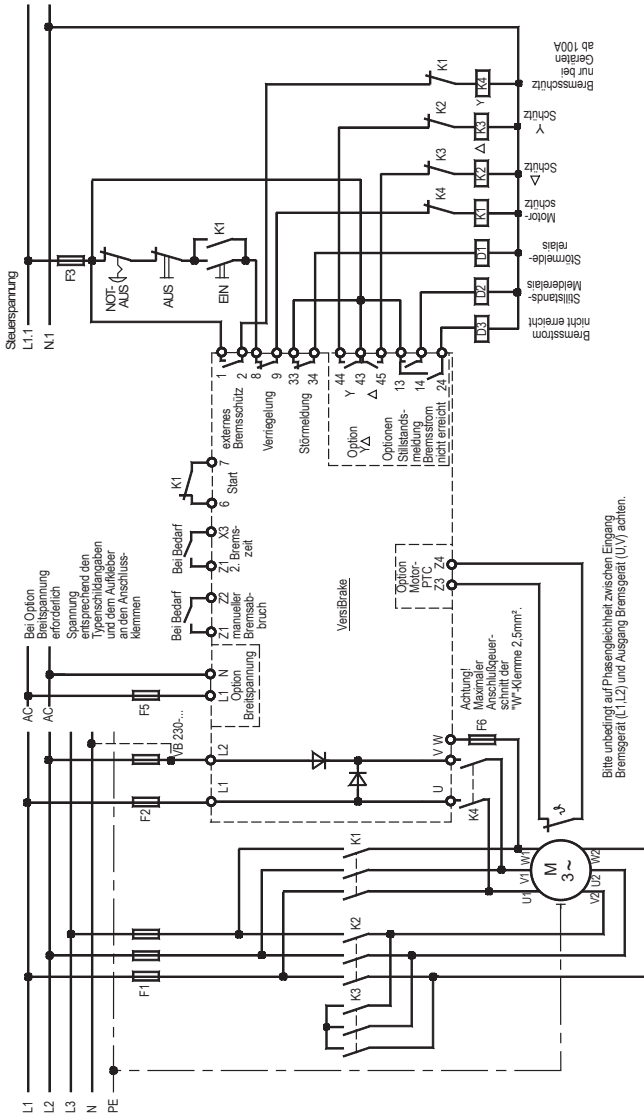 Steuerspannung
L1.1
N.1
F3
NOT-
AUS
AUS
EIN
K1
K1
K2
K3
K4
K4
Y
K3
Δ
K2
K1
D1
D2
D3
Bremsschütz
nur bei
Geräten
ab 100A
Y
Schütz
Δ
Schütz
Motor-
schütz
Störmelde-
relais
Stillstands-
Melderelais
Bremsstrom
nicht erreicht
1
2
8
9
33
34
44
43
45
13
14
24
externes
Bremsschütz
Verriegelung
Störmeldung
Option
YΔ
Y
Δ
Optionen
Stillstands-
meldung
Bremsstrom
nicht erreicht
K1
6
7
Start
Bei Bedarf
Z1
X3
2. Brems-
zeit
Bei Bedarf
Z1
Z2
manueller
Bremsab-
bruch
L1
N
Option
Breitspannung
VersiBrake
Option
Motor-
PTC
Z3
Z4
AC
AC
Bei Option
Breitspannung
erforderlich
Spannung
entsprechend den
Typenschildangaben
und dem Aufkleber
an den Anschluss-
klemmen
F5
VB 230-...
F2
L1
L2
U
V
W
K4
F6
Achtung!
Maximaler
Anschlußqeuer-
schnitt der
"W"-Klemme 2,5mm².
L1
L2
L3
N
PE
F1
K3
K2
K1
U1
V1
W1
M
3~
V2
U2
W2
ϑ
Bitte unbedingt auf Phasengleichheit zwischen Eingang
Bremsgerät (L1,L2) und Ausgang Bremsgerät (U,V) achten.